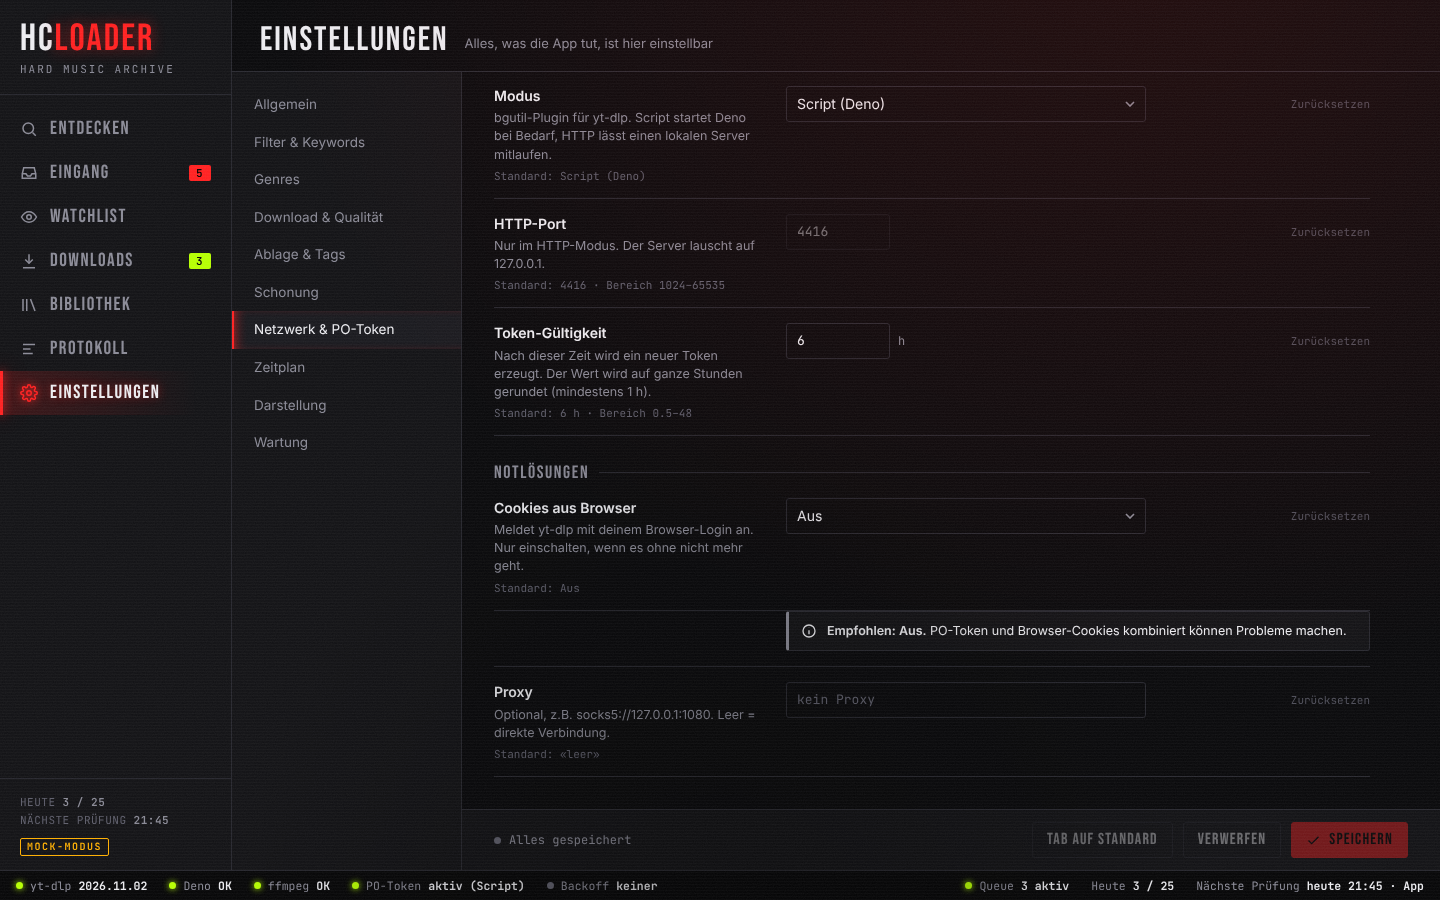 HCLOADER
HARD MUSIC ARCHIVE
ENTDECKEN
EINGANG 5
WATCHLIST
DOWNLOADS 3
BIBLIOTHEK
PROTOKOLL
EINSTELLUNGEN
HEUTE 3 / 25
NÄCHSTE PRÜFUNG 21:45
MOCK-MODUS
EINSTELLUNGEN Alles, was die App tut, ist hier einstellbar
Allgemein
Filter & Keywords
Genres
Download & Qualität
Ablage & Tags
Schonung
Netzwerk & PO-Token
Zeitplan
Darstellung
Wartung
Modus
bgutil-Plugin für yt-dlp. Script startet Deno
bei Bedarf, HTTP lässt einen lokalen Server
mitlaufen.
Standard: Script (Deno)
Script (Deno)
Zurücksetzen
HTTP-Port
Nur im HTTP-Modus. Der Server lauscht auf
127.0.0.1.
Standard: 4416 · Bereich 1024–65535
4416
Zurücksetzen
Token-Gültigkeit
Nach dieser Zeit wird ein neuer Token
erzeugt. Der Wert wird auf ganze Stunden
gerundet (mindestens 1 h).
Standard: 6 h · Bereich 0.5–48
6 h
Zurücksetzen
NOTLÖSUNGEN
Cookies aus Browser
Meldet yt-dlp mit deinem Browser-Login an.
Nur einschalten, wenn es ohne nicht mehr
geht.
Standard: Aus
Aus
Zurücksetzen
Empfohlen: Aus. PO-Token und Browser-Cookies kombiniert können Probleme machen.
Proxy
Optional, z.B. socks5://127.0.0.1:1080. Leer =
direkte Verbindung.
Standard: «leer»
kein Proxy
Zurücksetzen
Alles gespeichert
TAB AUF STANDARD
VERWERFEN
SPEICHERN
yt-dlp 2026.11.02 Deno OK ffmpeg OK PO-Token aktiv (Script) Backoff keiner Queue 3 aktiv Heute 3 / 25 Nächste Prüfung heute 21:45 · App